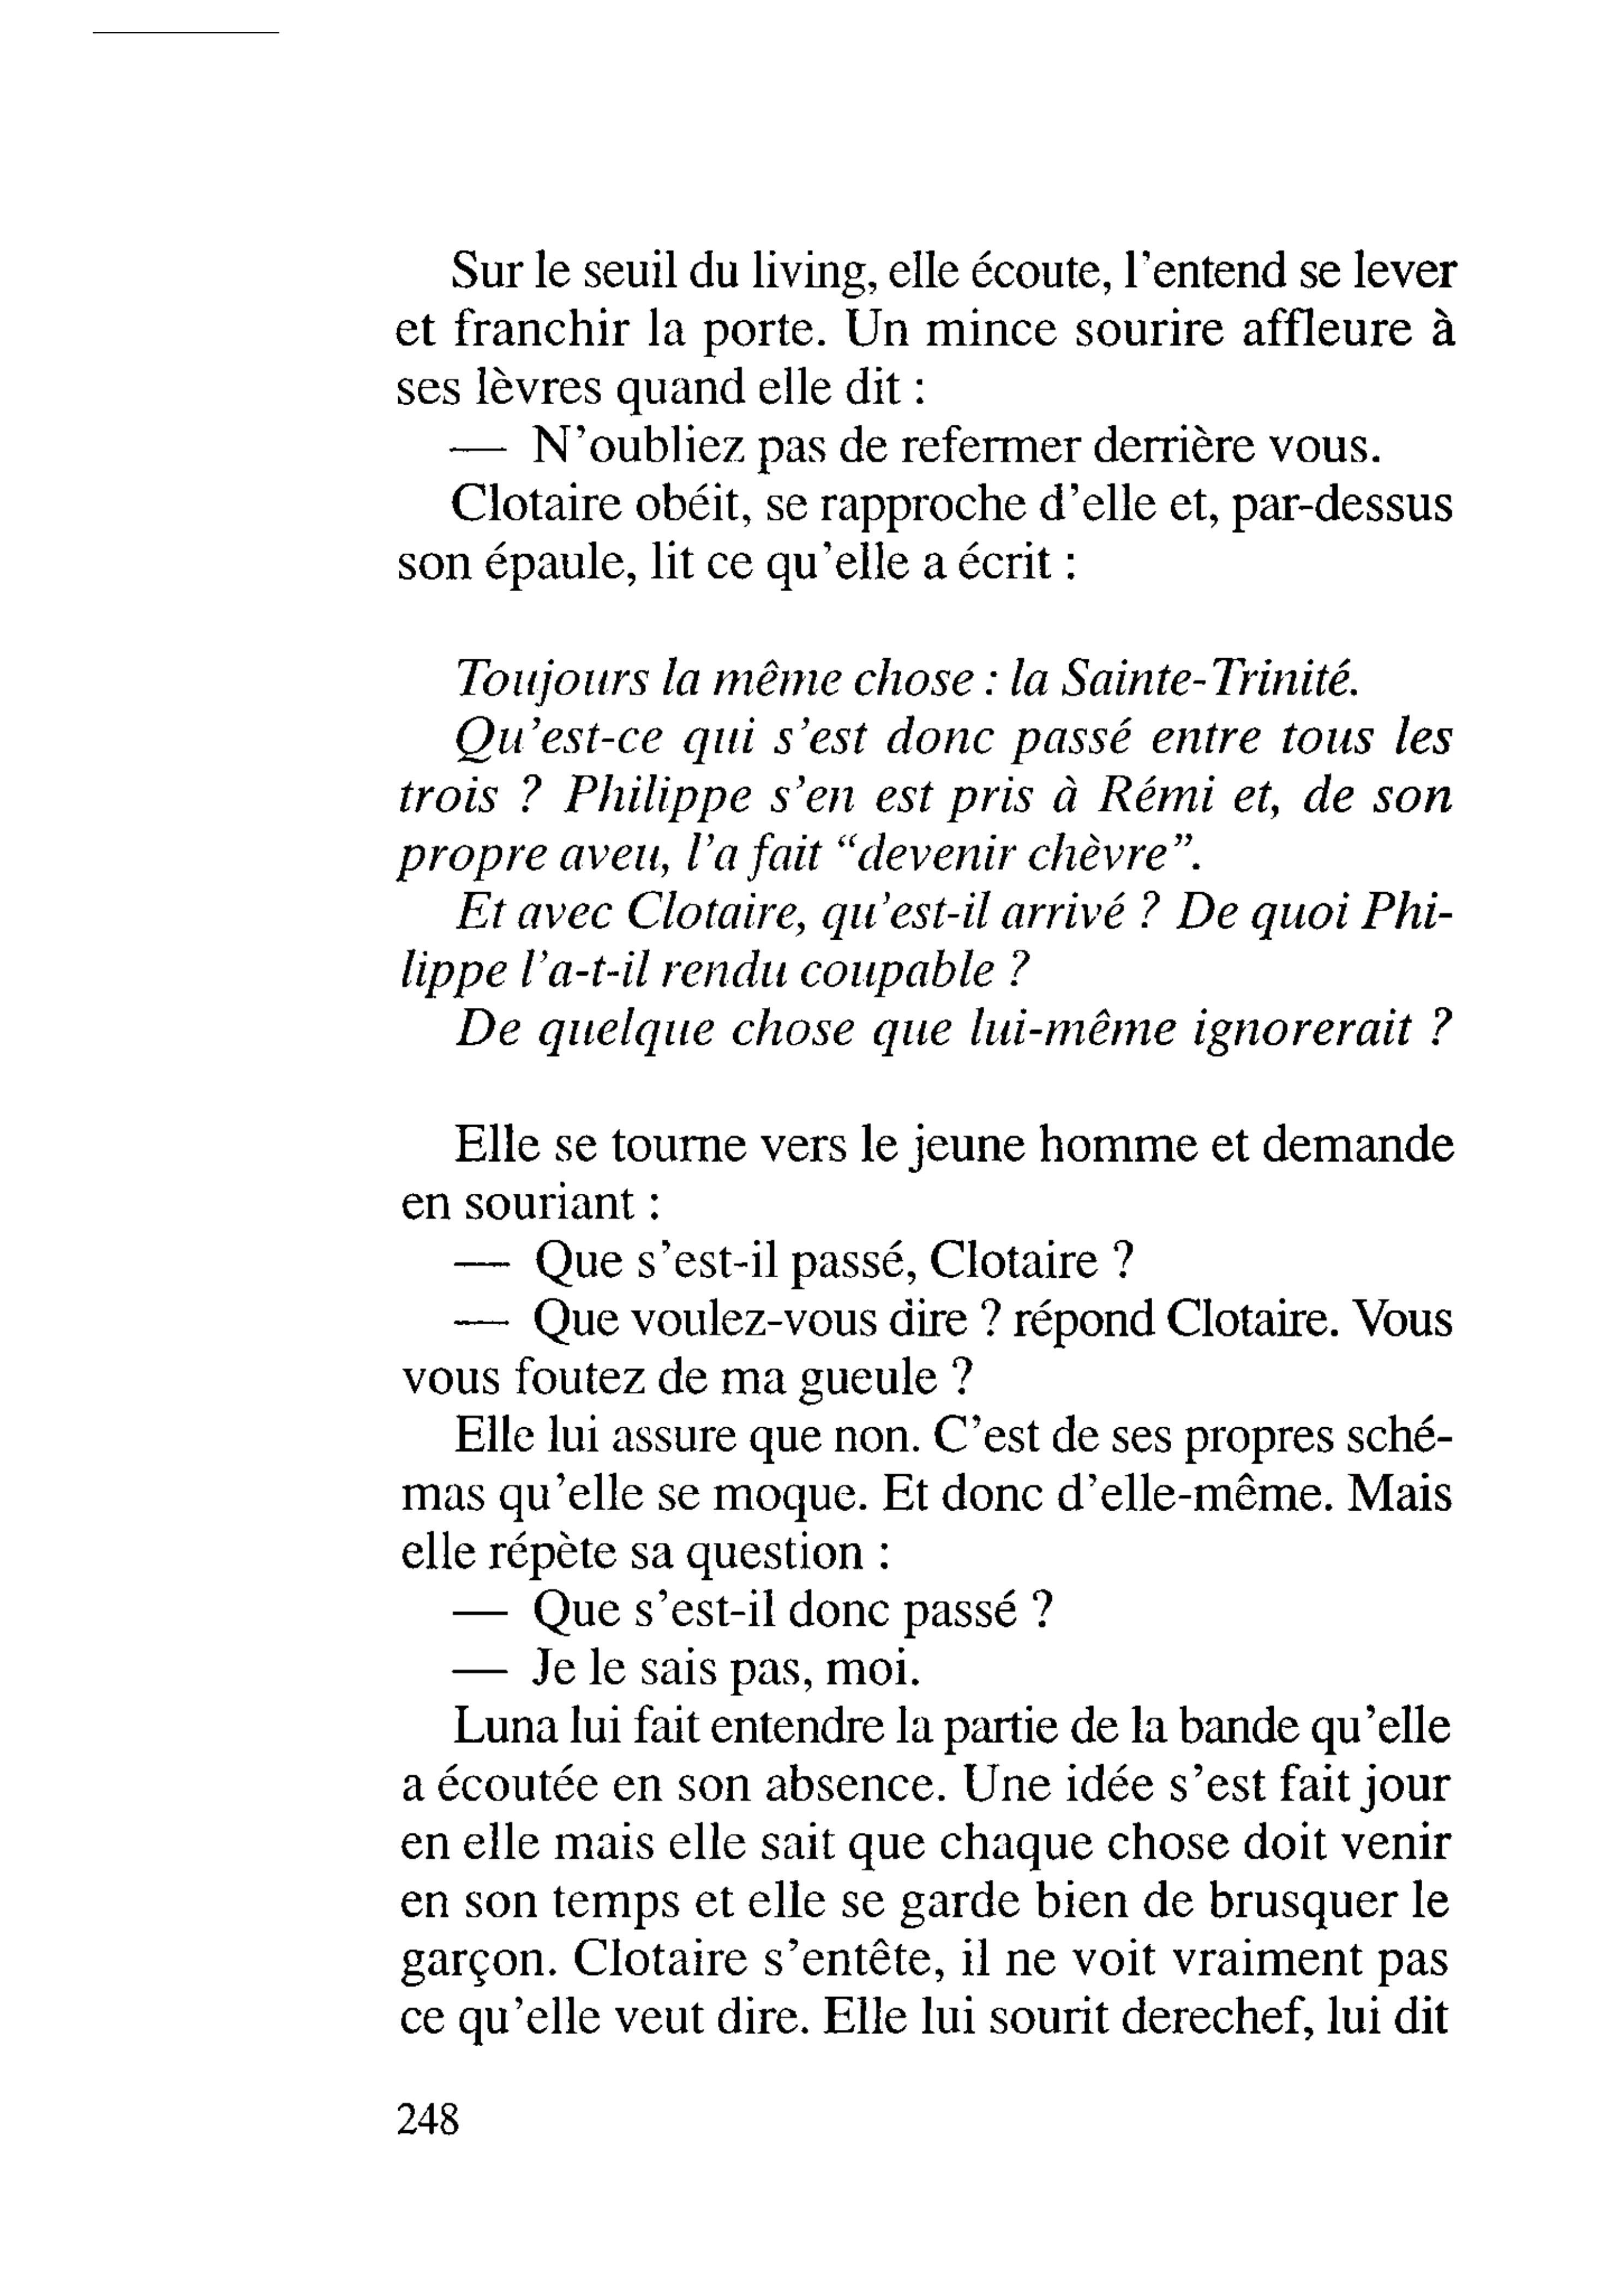 Sur le seuil du living, elle écoute, l'entend se lever
et franchir la porte. Un mince sourire affleure à
ses lèvres quand elle dit :
— N'oubliez pas de refermer derrière vous.
Clotaire obéit, se rapproche d'elle et, par-dessus
son épaule, lit ce qu'elle a écrit :
Toujours la même chose : la Sainte-Trinité.
Qu'est-ce qui s'est donc passé entre tous les
trois ? Philippe s'en est pris à Rémi et, de son
propre aveu, l'a fait “devenir chèvre”.
Et avec Clotaire, qu'est-il arrivé ? De quoi Phi-
lippe l'a-t-il rendu coupable ?
De quelque chose que lui-même ignorerait ?
Elle se tourne vers le jeune homme et demande
en souriant :
— Que s'est-il passé, Clotaire ?
— Que voulez-vous dire ? répond Clotaire. Vous
vous foutez de ma gueule ?
Elle lui assure que non. C'est de ses propres sché-
mas qu'elle se moque. Et donc d'elle-même. Mais
elle répète sa question :
— Que s'est-il donc passé ?
— Je le sais pas, moi.
Luna lui fait entendre la partie de la bande qu'elle
a écoutée en son absence. Une idée s'est fait jour
en elle mais elle sait que chaque chose doit venir
en son temps et elle se garde bien de brusquer le
garçon. Clotaire s'entête, il ne voit vraiment pas
ce qu'elle veut dire. Elle lui sourit derechef, lui dit
248